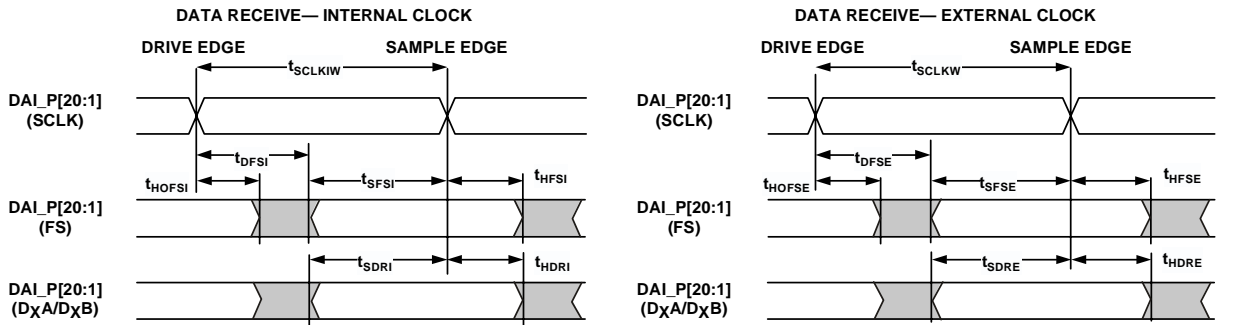 DATA RECEIVE— INTERNAL CLOCK
DRIVE EDGE
SAMPLE EDGE
tSCLKIW
DAI_P[20:1]
(SCLK)
tDFSI
tHOFSI
tSFSI
tHFSI
DAI_P[20:1]
(FS)
tSDRI
tHDRI
DAI_P[20:1]
(DXA/DXB)
DATA RECEIVE— EXTERNAL CLOCK
DRIVE EDGE
SAMPLE EDGE
tSCLKW
DAI_P[20:1]
(SCLK)
tDFSE
tHOFSE
tSFSE
tHFSE
DAI_P[20:1]
(FS)
tSDRE
tHDRE
DAI_P[20:1]
(DXA/DXB)